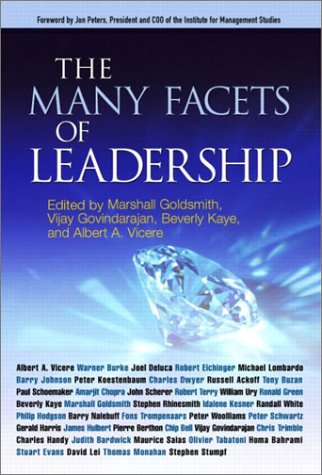 Foreword by Jon Peters, President and COO of the Institute for Management Studies
THE
MANY FACETS
OF
LEADERSHIP
Edited by Marshall Goldsmith,
Vijay Govindarajan, Beverly Kaye,
and Albert A. Vicere
Albert A. Vicere Warner Burke Joel Deluca Robert Eichinger Michael Lombardo
Barry Johnson Peter Koestenbaum Charles Dwyer Russell Ackoff Tony Buzan
Paul Schoemaker Amarjit Chopra John Scherer Robert Terry William Ury Ronald Green
Beverly Kaye Marshall Goldsmith Stephen Rhinesmith Idalene Kesner Randall White
Philip Hodgson Barry Nalebuff Fons Trompenaars Peter Woolliams Peter Schwartz
Gerald Harris James Hulbert Pierre Berthon Chip Bell Vijay Govindarajan Chris Trimble
Charles Handy Judith Bardwick Maurice Saias Olivier Tabatoni Homa Bahrami
Stuart Evans David Lei Thomas Monahan Stephen Stumpf